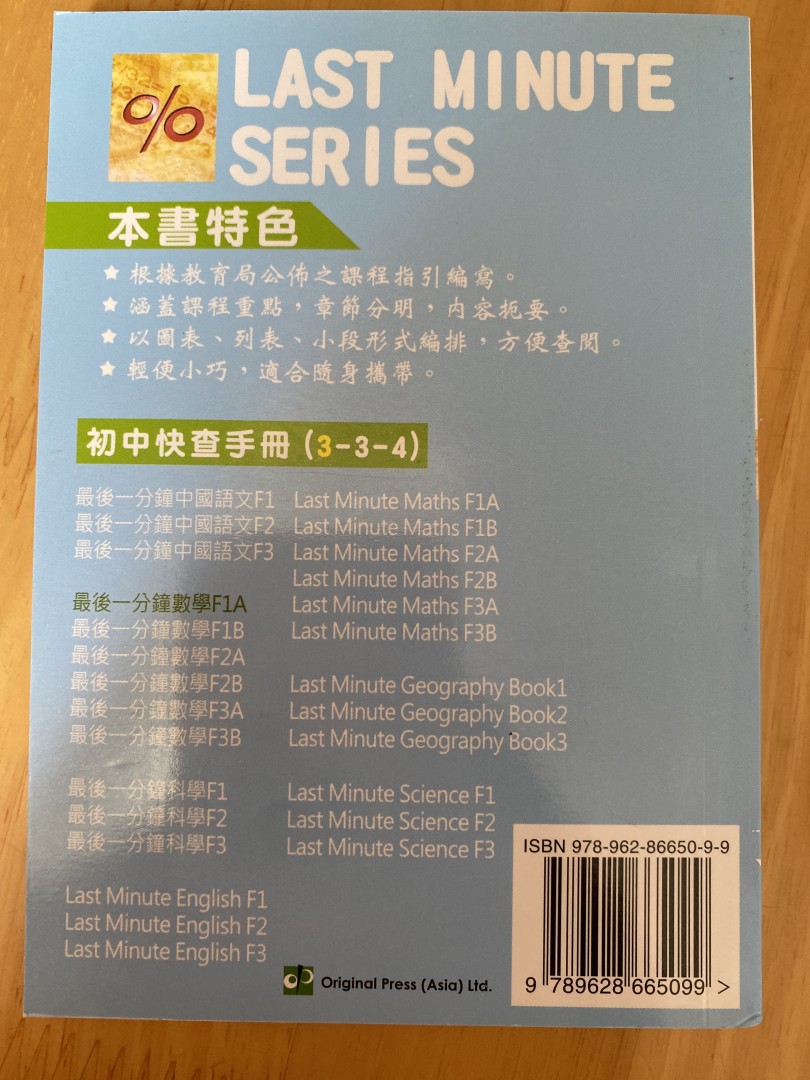 %
LAST MINUTE
SERIES
本書特色
★ 根據教育局公佈之課程指引編寫。
★ 涵蓋課程重點，章節分明，內容扼要。
★ 以圖表、列表、小段形式編排，方便查閱。
★ 輕便小巧，適合隨身攜帶。
初中快查手冊 (3-3-4)
最後一分鐘中國語文F1
最後一分鐘中國語文F2
最後一分鐘中國語文F3
最後一分鐘數學F1A
最後一分鐘數學F1B
最後一分鐘數學F2A
最後一分鐘數學F2B
最後一分鐘數學F3A
最後一分鐘數學F3B
最後一分鐘科學F1
最後一分鐘科學F2
最後一分鐘科學F3
Last Minute English F1
Last Minute English F2
Last Minute English F3
Last Minute Maths F1A
Last Minute Maths F1B
Last Minute Maths F2A
Last Minute Maths F2B
Last Minute Maths F3A
Last Minute Maths F3B
Last Minute Geography Book1
Last Minute Geography Book2
Last Minute Geography Book3
Last Minute Science F1
Last Minute Science F2
Last Minute Science F3
Original Press (Asia) Ltd.
ISBN 978-962-86650-9-9
9 789628 665099 >